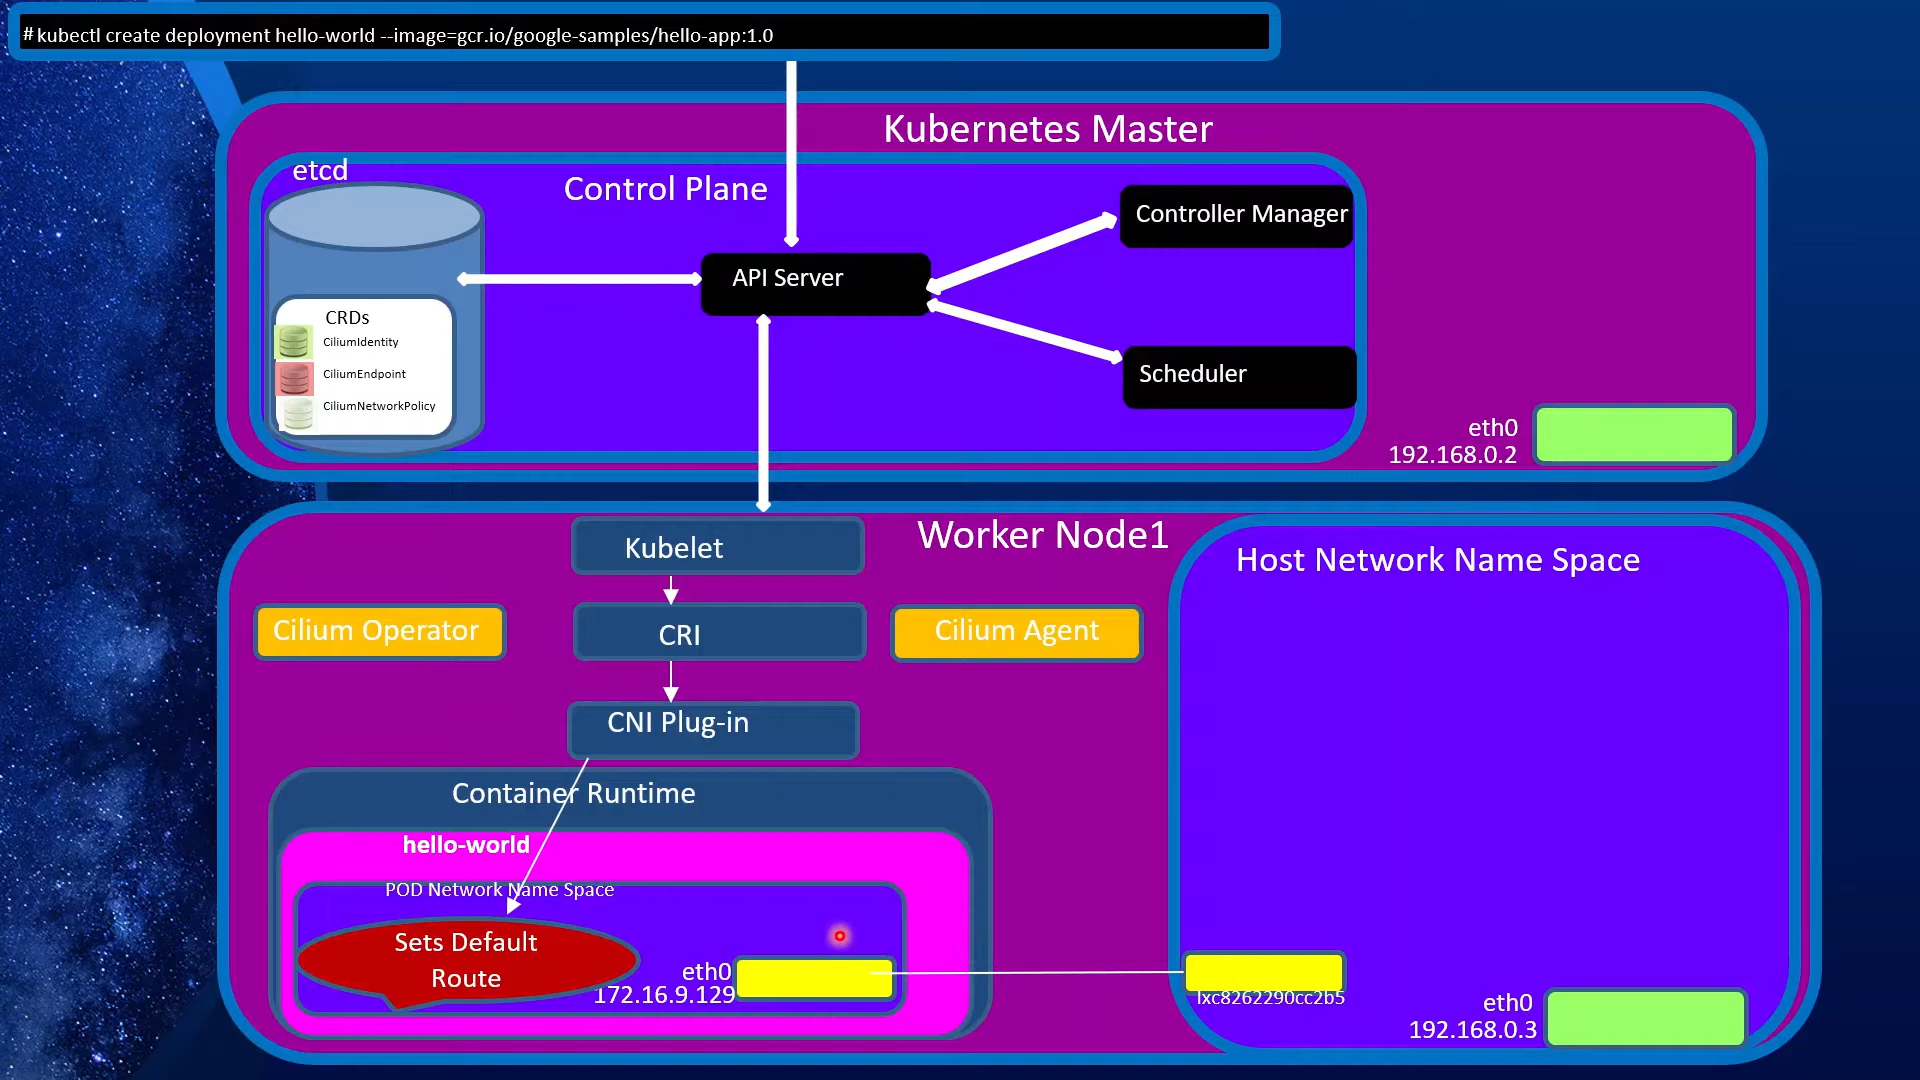 # kubectl create deployment hello-world --image=gcr.io/google-samples/hello-app:1.0
Kubernetes Master
etcd
Control Plane
Controller Manager
API Server
CRDs
CiliumIdentity
CiliumEndpoint
CiliumNetworkPolicy
Scheduler
eth0
192.168.0.2
Worker Node1
Kubelet
Host Network Name Space
Cilium Operator
CRI
Cilium Agent
CNI Plug-in
Container Runtime
hello-world
POD Network Name Space
Sets Default
Route
eth0
172.16.9.129
lxc8262290cc2b5
eth0
192.168.0.3